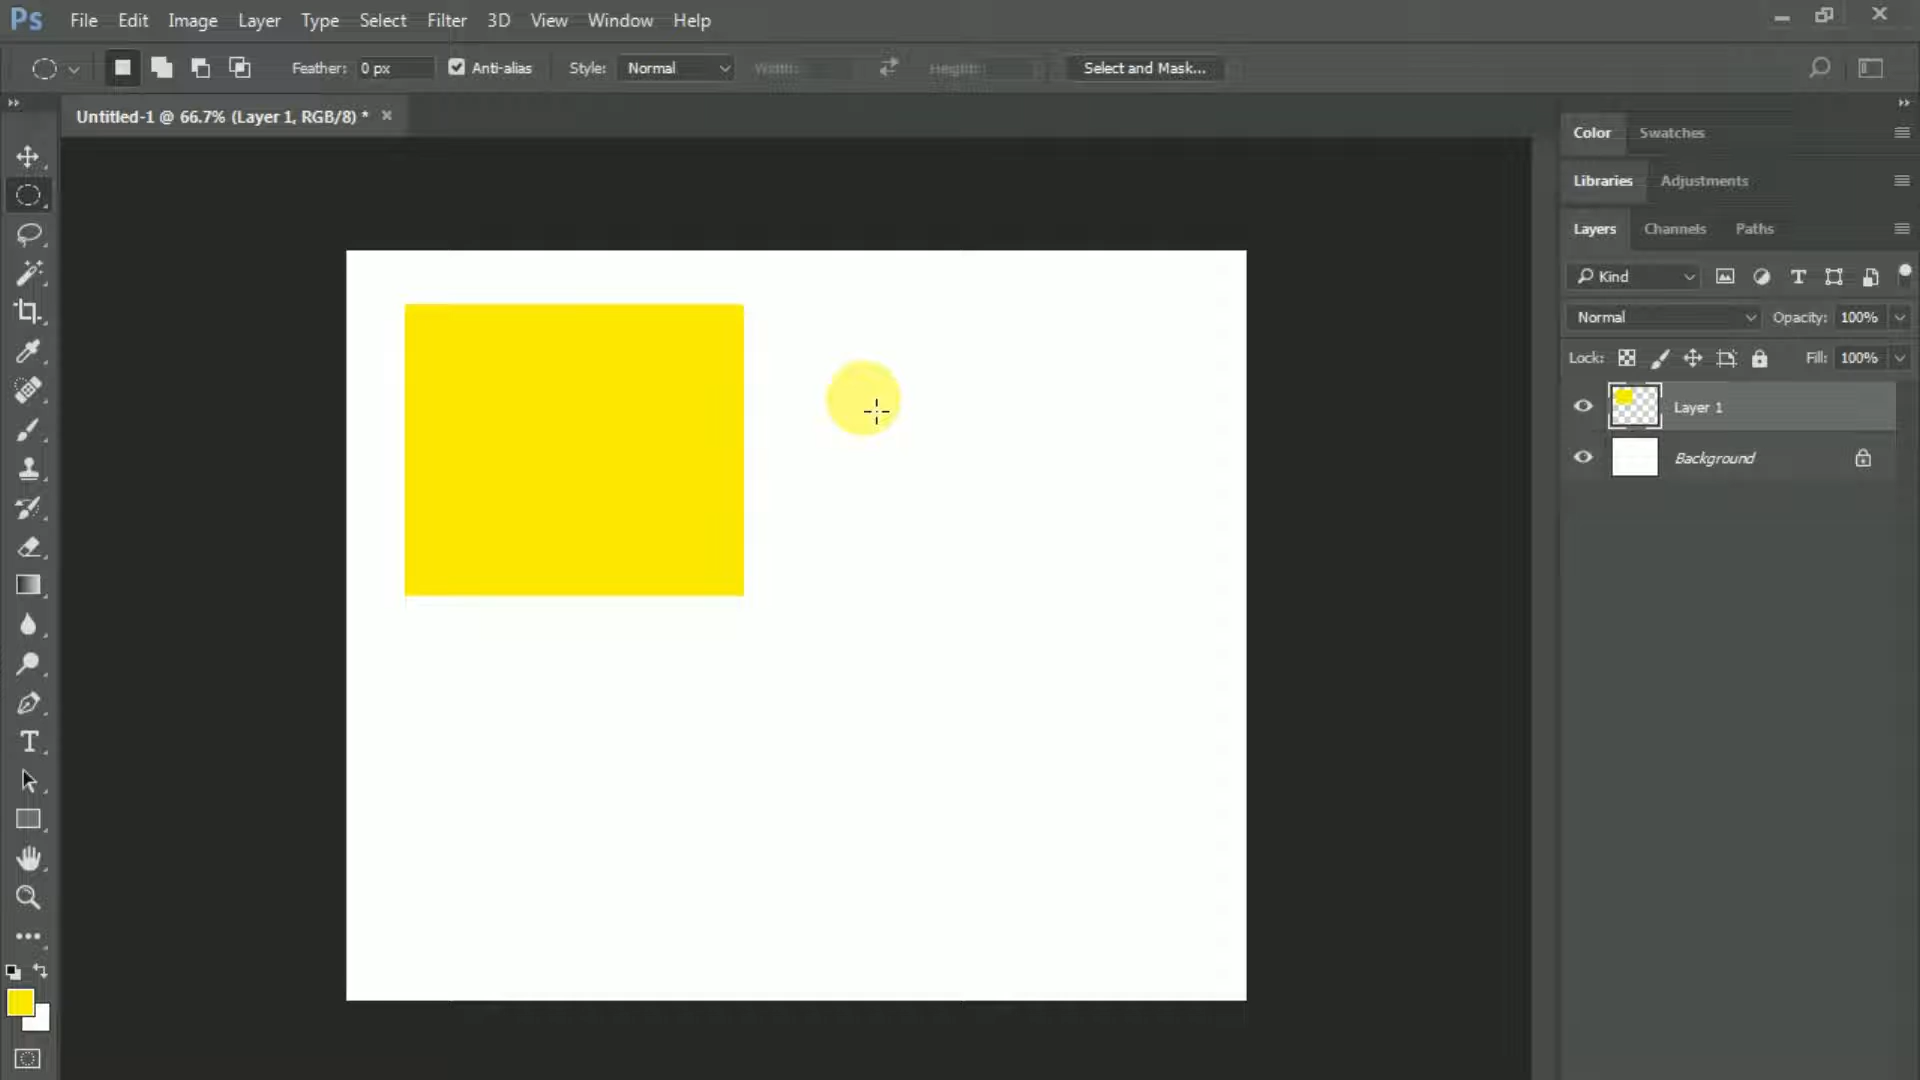 Ps File Edit Image Layer Type Select Filter 3D View Window Help
Feather: 0 px Anti-alias Style: Normal Width: Height: Select and Mask...
Untitled-1 @ 66.7% (Layer 1, RGB/8) *
Color Swatches
Libraries Adjustments
Layers Channels Paths
Kind
Normal Opacity: 100%
Lock: Fill: 100%
Layer 1
Background